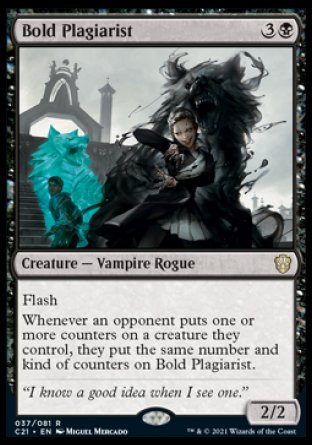 Bold Plagiarist 3
Creature — Vampire Rogue
Flash
Whenever an opponent puts one or
more counters on a creature they
control, they put the same number and
kind of counters on Bold Plagiarist.
"I know a good idea when I see one."
2/2
037/081 R
C21 • EN MIGUEL MERCADO
™ & © 2021 Wizards of the Coast